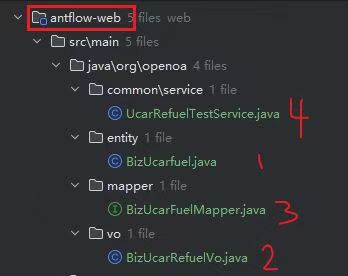 antflow-web 5 files web
src\main 5 files
java\org\openoa 4 files
common\service 1 file
UcarRefuelTestService.java 4
entity 1 file
BizUcarfuel.java 1
mapper 1 file
BizUcarFuelMapper.java 3
vo 1 file
BizUcarRefuelVo.java 2